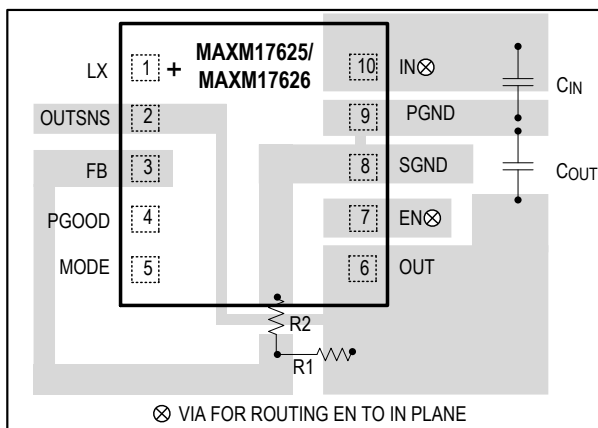 MAXM17625/
MAXM17626
LX 1 + 10 IN⊗
OUTSNS 2 9 PGND
FB 3 8 SGND
PGOOD 4 7 EN⊗
MODE 5 6 OUT
CIN
COUT
R2
R1
⊗ VIA FOR ROUTING EN TO IN PLANE